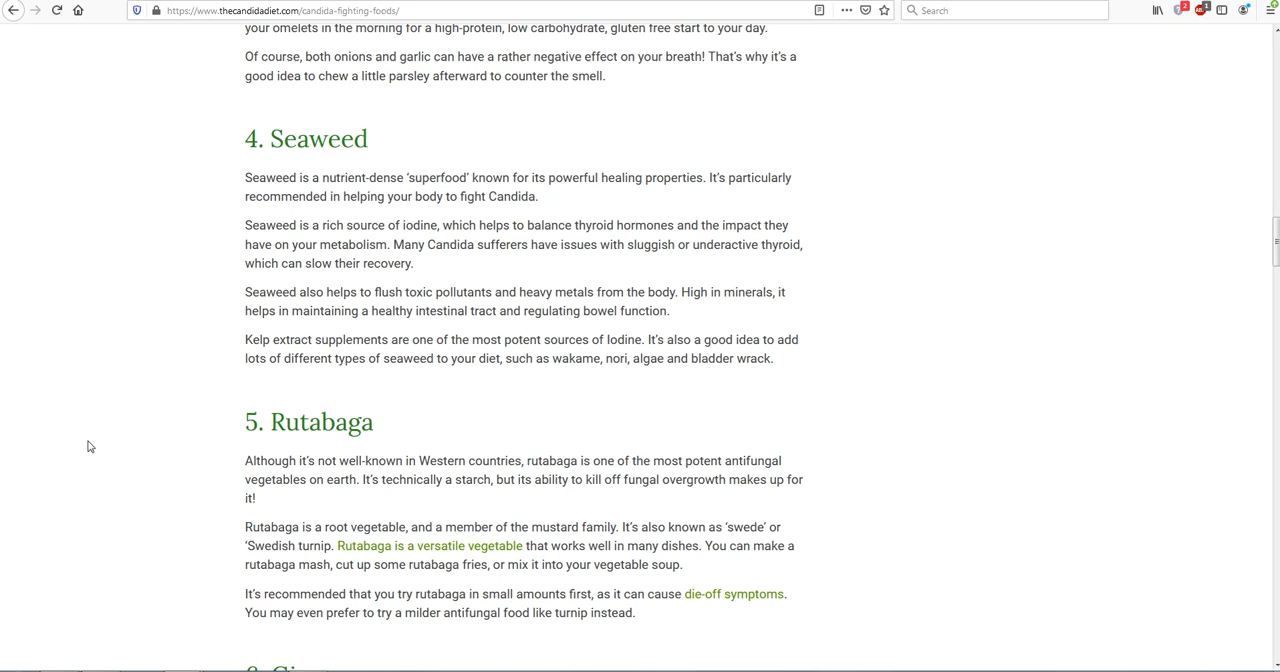 https://www.thecandidadiet.com/candida-fighting-foods/
Search
2
1
your omelets in the morning for a high-protein, low carbohydrate, gluten free start to your day.
Of course, both onions and garlic can have a rather negative effect on your breath! That’s why it’s a
good idea to chew a little parsley afterward to counter the smell.
4. Seaweed
Seaweed is a nutrient-dense ‘superfood’ known for its powerful healing properties. It’s particularly
recommended in helping your body to fight Candida.
Seaweed is a rich source of iodine, which helps to balance thyroid hormones and the impact they
have on your metabolism. Many Candida sufferers have issues with sluggish or underactive thyroid,
which can slow their recovery.
Seaweed also helps to flush toxic pollutants and heavy metals from the body. High in minerals, it
helps in maintaining a healthy intestinal tract and regulating bowel function.
Kelp extract supplements are one of the most potent sources of Iodine. It’s also a good idea to add
lots of different types of seaweed to your diet, such as wakame, nori, algae and bladder wrack.
5. Rutabaga
Although it’s not well-known in Western countries, rutabaga is one of the most potent antifungal
vegetables on earth. It’s technically a starch, but its ability to kill off fungal overgrowth makes up for
it!
Rutabaga is a root vegetable, and a member of the mustard family. It’s also known as ‘swede’ or
‘Swedish turnip. Rutabaga is a versatile vegetable that works well in many dishes. You can make a
rutabaga mash, cut up some rutabaga fries, or mix it into your vegetable soup.
It’s recommended that you try rutabaga in small amounts first, as it can cause die-off symptoms.
You may even prefer to try a milder antifungal food like turnip instead.